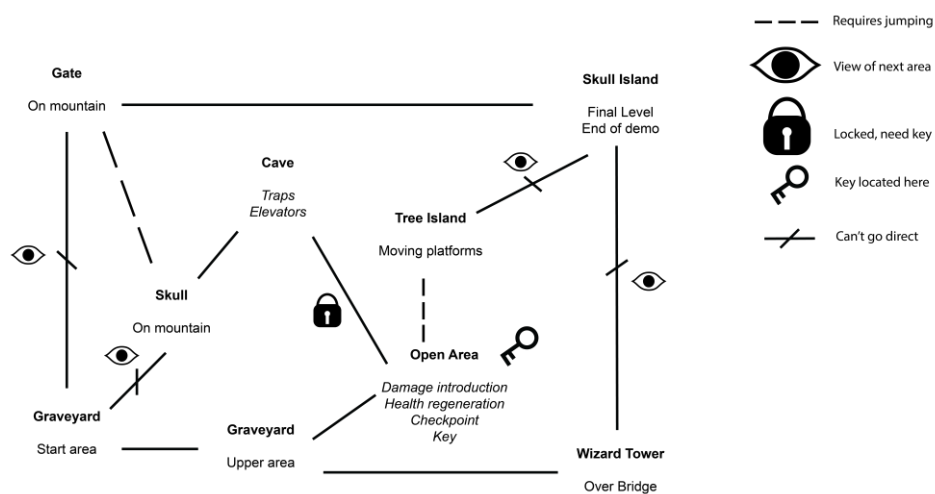 Requires jumping
View of next area
Locked, need key
Key located here
Can't go direct
Gate
On mountain
Skull Island
Final Level
End of demo
Cave
Traps
Elevators
Tree Island
Moving platforms
Skull
On mountain
Open Area
Damage introduction
Health regeneration
Checkpoint
Key
Graveyard
Start area
Graveyard
Upper area
Wizard Tower
Over Bridge